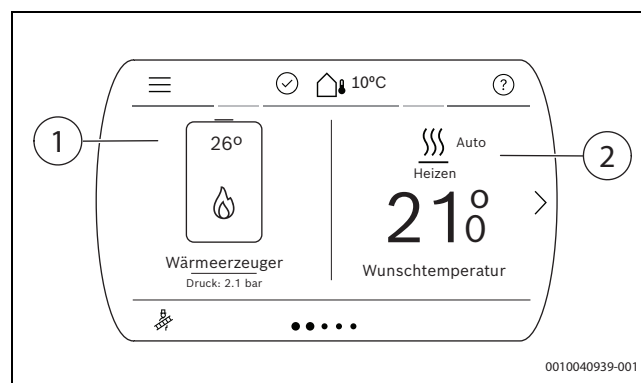 10°C
?
1
26°
Auto
2
Heizen
21°0
Wärmeerzeuger
Wunschtemperatur
Druck: 2.1 bar
0010040939-001